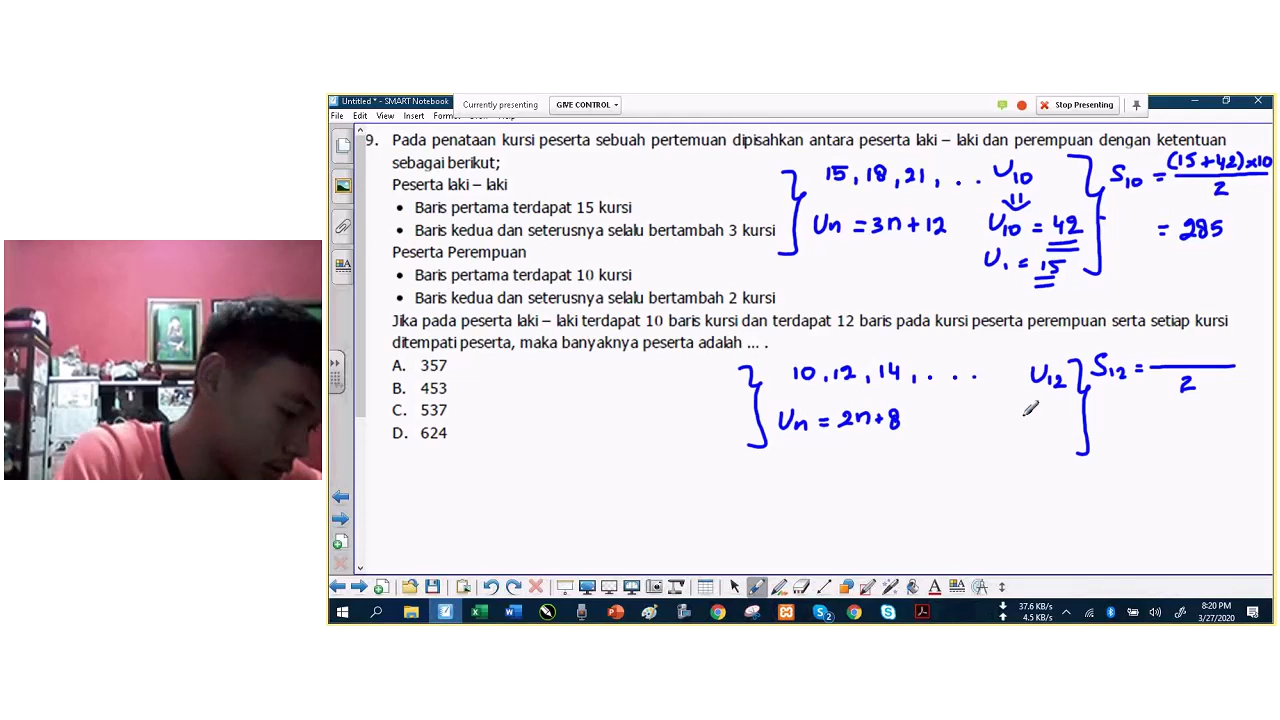 Untitled * - SMART Notebook
Currently presenting
GIVE CONTROL
Stop Presenting
File Edit View Insert
9. Pada penataan kursi peserta sebuah pertemuan dipisahkan antara peserta laki – laki dan perempuan dengan ketentuan
sebagai berikut;
Peserta laki – laki
• Baris pertama terdapat 15 kursi
• Baris kedua dan seterusnya selalu bertambah 3 kursi
Peserta Perempuan
• Baris pertama terdapat 10 kursi
• Baris kedua dan seterusnya selalu bertambah 2 kursi
Jika pada peserta laki – laki terdapat 10 baris kursi dan terdapat 12 baris pada kursi peserta perempuan serta setiap kursi
ditempati peserta, maka banyaknya peserta adalah ... .
A. 357
B. 453
C. 537
D. 624
15, 18, 21, ... U10
Un = 3n + 12
U10 = 42
U1 = 15
S10 = (15 + 42) x 10
2
= 285
10, 12, 14, . . . U12
Un = 2n + 8
S12 =
2
37.6 KB/s
4.5 KB/s
8:20 PM
3/27/2020